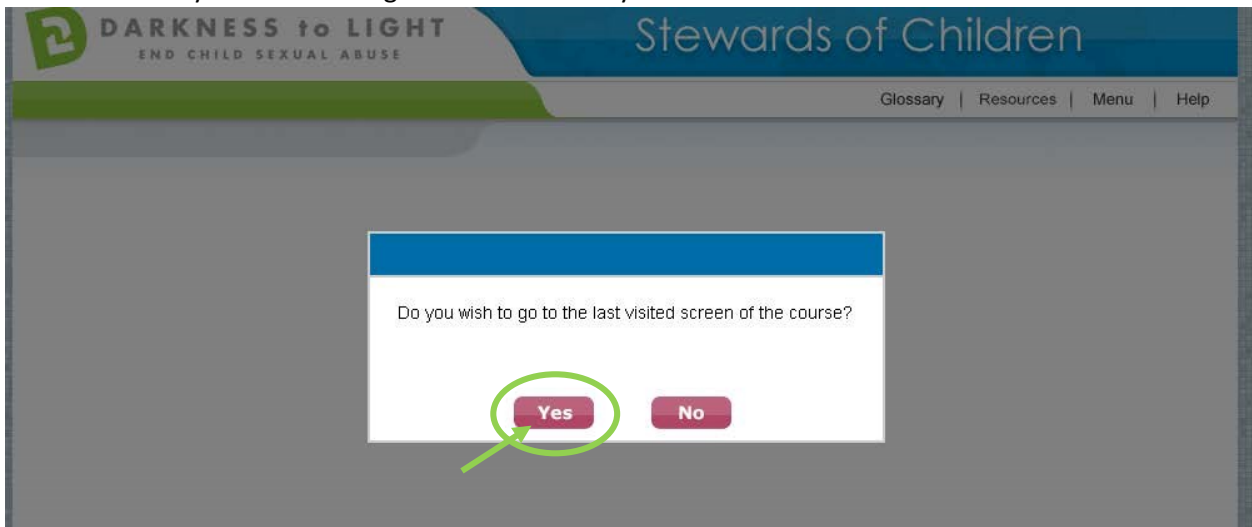 DARKNESS to LIGHT
END CHILD SEXUAL ABUSE
Stewards of Children
Glossary | Resources | Menu | Help
Do you wish to go to the last visited screen of the course?
Yes No